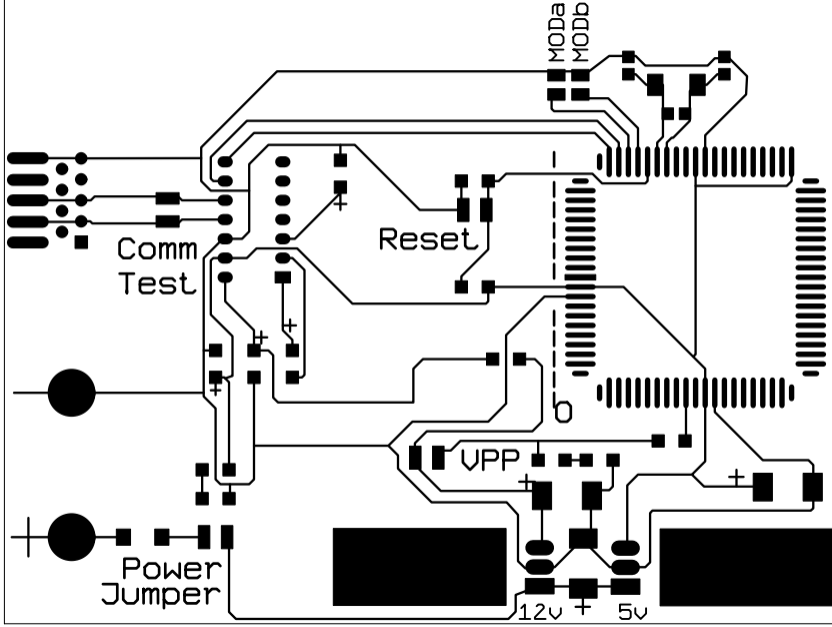 MODa
MODb
Comm
Test
Reset
VPP
Power
Jumper
12v
5v